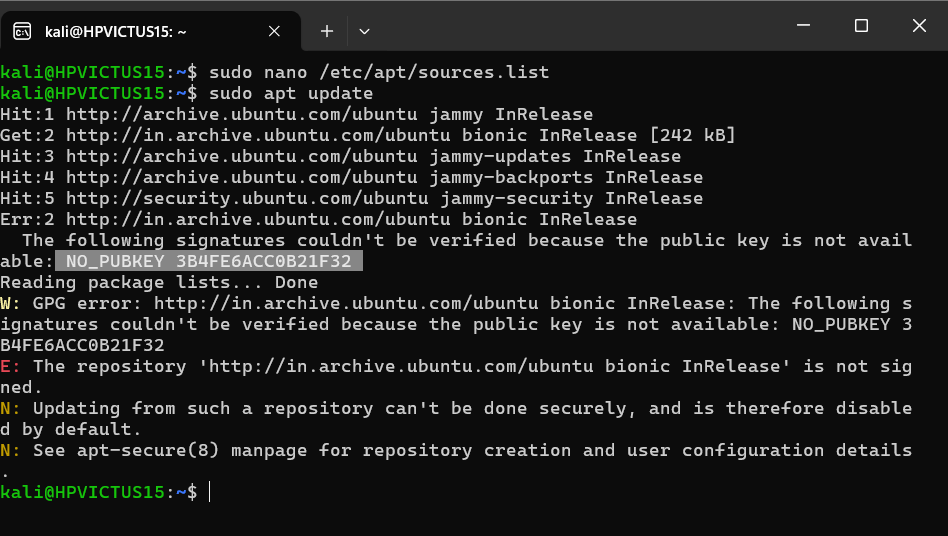 kali@HPVICTUS15: ~
kali@HPVICTUS15:~$ sudo nano /etc/apt/sources.list
kali@HPVICTUS15:~$ sudo apt update
Hit:1 http://archive.ubuntu.com/ubuntu jammy InRelease
Get:2 http://in.archive.ubuntu.com/ubuntu bionic InRelease [242 kB]
Hit:3 http://archive.ubuntu.com/ubuntu jammy-updates InRelease
Hit:4 http://archive.ubuntu.com/ubuntu jammy-backports InRelease
Hit:5 http://security.ubuntu.com/ubuntu jammy-security InRelease
Err:2 http://in.archive.ubuntu.com/ubuntu bionic InRelease
  The following signatures couldn't be verified because the public key is not avail
able: NO_PUBKEY 3B4FE6ACC0B21F32
Reading package lists... Done
W: GPG error: http://in.archive.ubuntu.com/ubuntu bionic InRelease: The following s
ignatures couldn't be verified because the public key is not available: NO_PUBKEY 3
B4FE6ACC0B21F32
E: The repository 'http://in.archive.ubuntu.com/ubuntu bionic InRelease' is not sig
ned.
N: Updating from such a repository can't be done securely, and is therefore disable
d by default.
N: See apt-secure(8) manpage for repository creation and user configuration details
.
kali@HPVICTUS15:~$